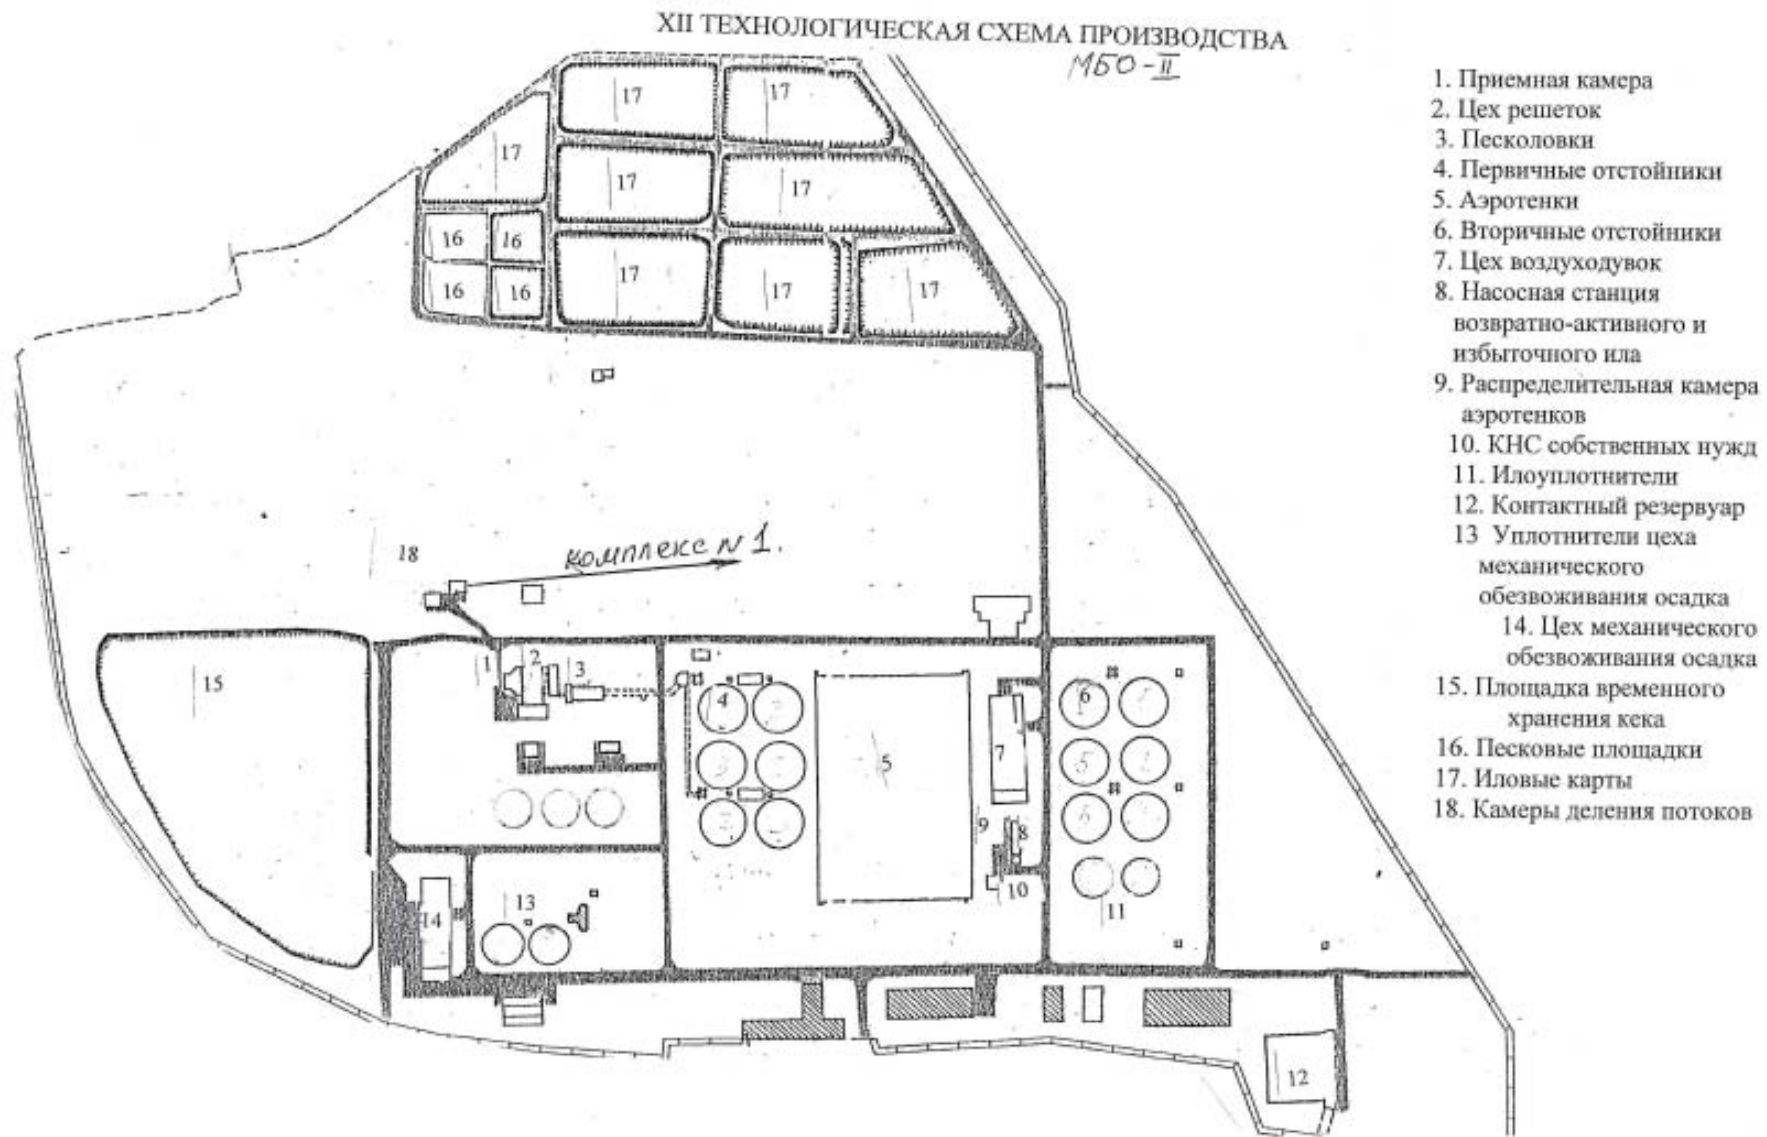 XII ТЕХНОЛОГИЧЕСКАЯ СХЕМА ПРОИЗВОДСТВА
МБО-II
1. Приемная камера
2. Цех решеток
3. Песколовки
4. Первичные отстойники
5. Аэротенки
6. Вторичные отстойники
7. Цех воздуходувок
8. Насосная станция
возвратно-активного и
избыточного ила
9. Распределительная камера
аэротенков
10. КНС собственных нужд
11. Илоуплотнители
12. Контактный резервуар
13 Уплотнители цеха
механического
обезвоживания осадка
14. Цех механического
обезвоживания осадка
15. Площадка временного
хранения кека
16. Песковые площадки
17. Иловые карты
18. Камеры деления потоков
17 17
17
17 17
16 16
17 17 17
16 16
18
комплекс N 1.
15
1 2 3
4
6
5
7
5
6
9 8
10
11
13
14
12